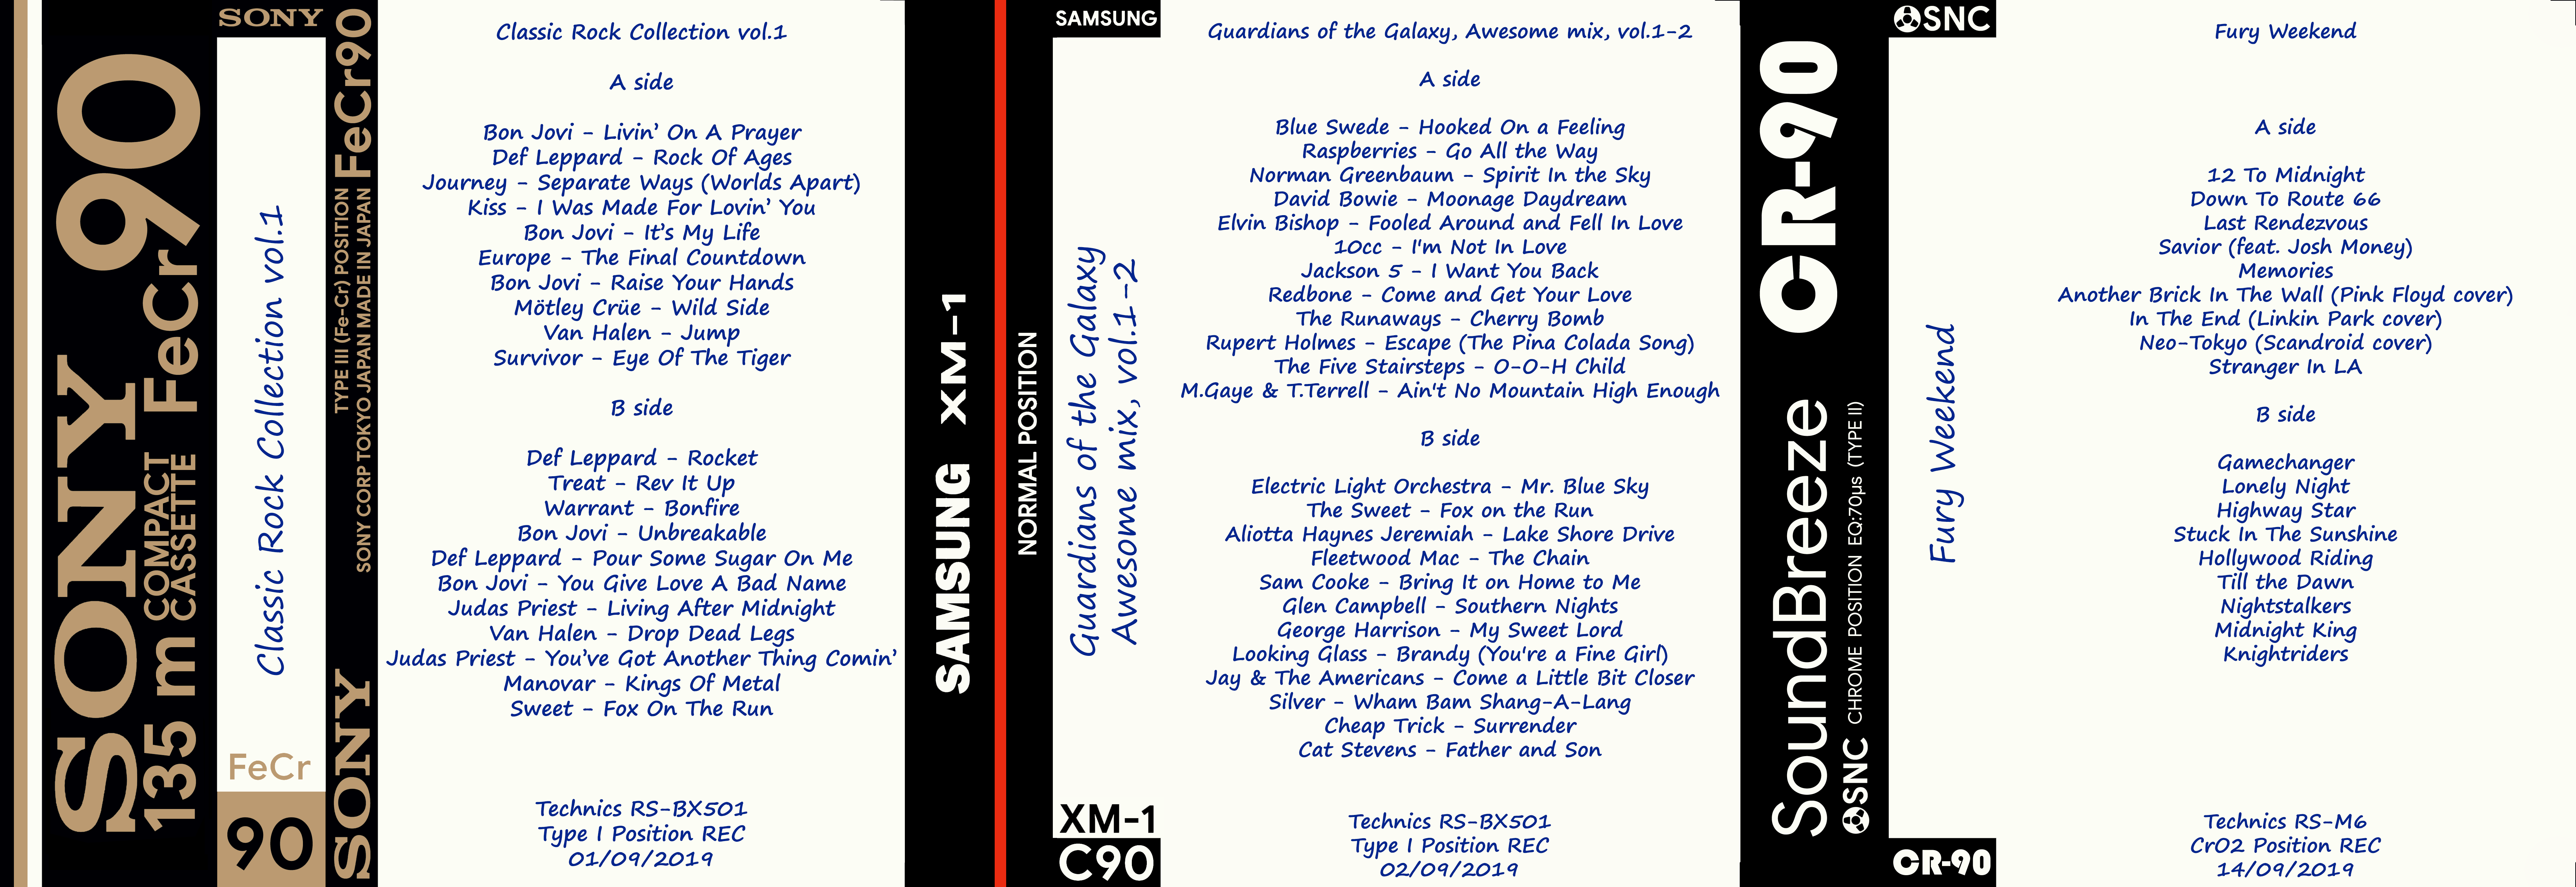 SONY FeCr90
135 m COMPACT
CASSETTE
SONY
Classic Rock Collection vol.1
FeCr
90
SONY
TYPE III (Fe-Cr) POSITION
SONY CORP TOKYO JAPAN MADE IN JAPAN
FeCr90
Classic Rock Collection vol.1
A side
Bon Jovi - Livin' On A Prayer
Def Leppard - Rock Of Ages
Journey - Separate Ways (Worlds Apart)
Kiss - I Was Made For Lovin' You
Bon Jovi - It's My Life
Europe - The Final Countdown
Bon Jovi - Raise Your Hands
Mötley Crüe - Wild Side
Van Halen - Jump
Survivor - Eye Of The Tiger
B side
Def Leppard - Rocket
Treat - Rev It Up
Warrant - Bonfire
Bon Jovi - Unbreakable
Def Leppard - Pour Some Sugar On Me
Bon Jovi - You Give Love A Bad Name
Judas Priest - Living After Midnight
Van Halen - Drop Dead Legs
Judas Priest - You've Got Another Thing Comin'
Manovar - Kings Of Metal
Sweet - Fox On The Run
Technics RS-BX501
Type I Position REC
01/09/2019
SAMSUNG XM-1
NORMAL POSITION
SAMSUNG
Guardians of the Galaxy
Awesome mix, vol.1-2
XM-1
C90
Guardians of the Galaxy, Awesome mix, vol.1-2
A side
Blue Swede - Hooked On a Feeling
Raspberries - Go All the Way
Norman Greenbaum - Spirit In the Sky
David Bowie - Moonage Daydream
Elvin Bishop - Fooled Around and Fell In Love
10cc - I'm Not In Love
Jackson 5 - I Want You Back
Redbone - Come and Get Your Love
The Runaways - Cherry Bomb
Rupert Holmes - Escape (The Pina Colada Song)
The Five Stairsteps - O-O-H Child
M.Gaye & T.Terrell - Ain't No Mountain High Enough
B side
Electric Light Orchestra - Mr. Blue Sky
The Sweet - Fox on the Run
Aliotta Haynes Jeremiah - Lake Shore Drive
Fleetwood Mac - The Chain
Sam Cooke - Bring It on Home to Me
Glen Campbell - Southern Nights
George Harrison - My Sweet Lord
Looking Glass - Brandy (You're a Fine Girl)
Jay & The Americans - Come a Little Bit Closer
Silver - Wham Bam Shang-A-Lang
Cheap Trick - Surrender
Cat Stevens - Father and Son
Technics RS-BX501
Type I Position REC
02/09/2019
SoundBreeze CR-90
SNC CHROME POSITION EQ:70µs (TYPE II)
SNC
Fury Weekend
CR-90
Fury Weekend
A side
12 To Midnight
Down To Route 66
Last Rendezvous
Savior (feat. Josh Money)
Memories
Another Brick In The Wall (Pink Floyd cover)
In The End (Linkin Park cover)
Neo-Tokyo (Scandroid cover)
Stranger In LA
B side
Gamechanger
Lonely Night
Highway Star
Stuck In The Sunshine
Hollywood Riding
Till the Dawn
Nightstalkers
Midnight King
Knightriders
Technics RS-M6
CrO2 Position REC
14/09/2019